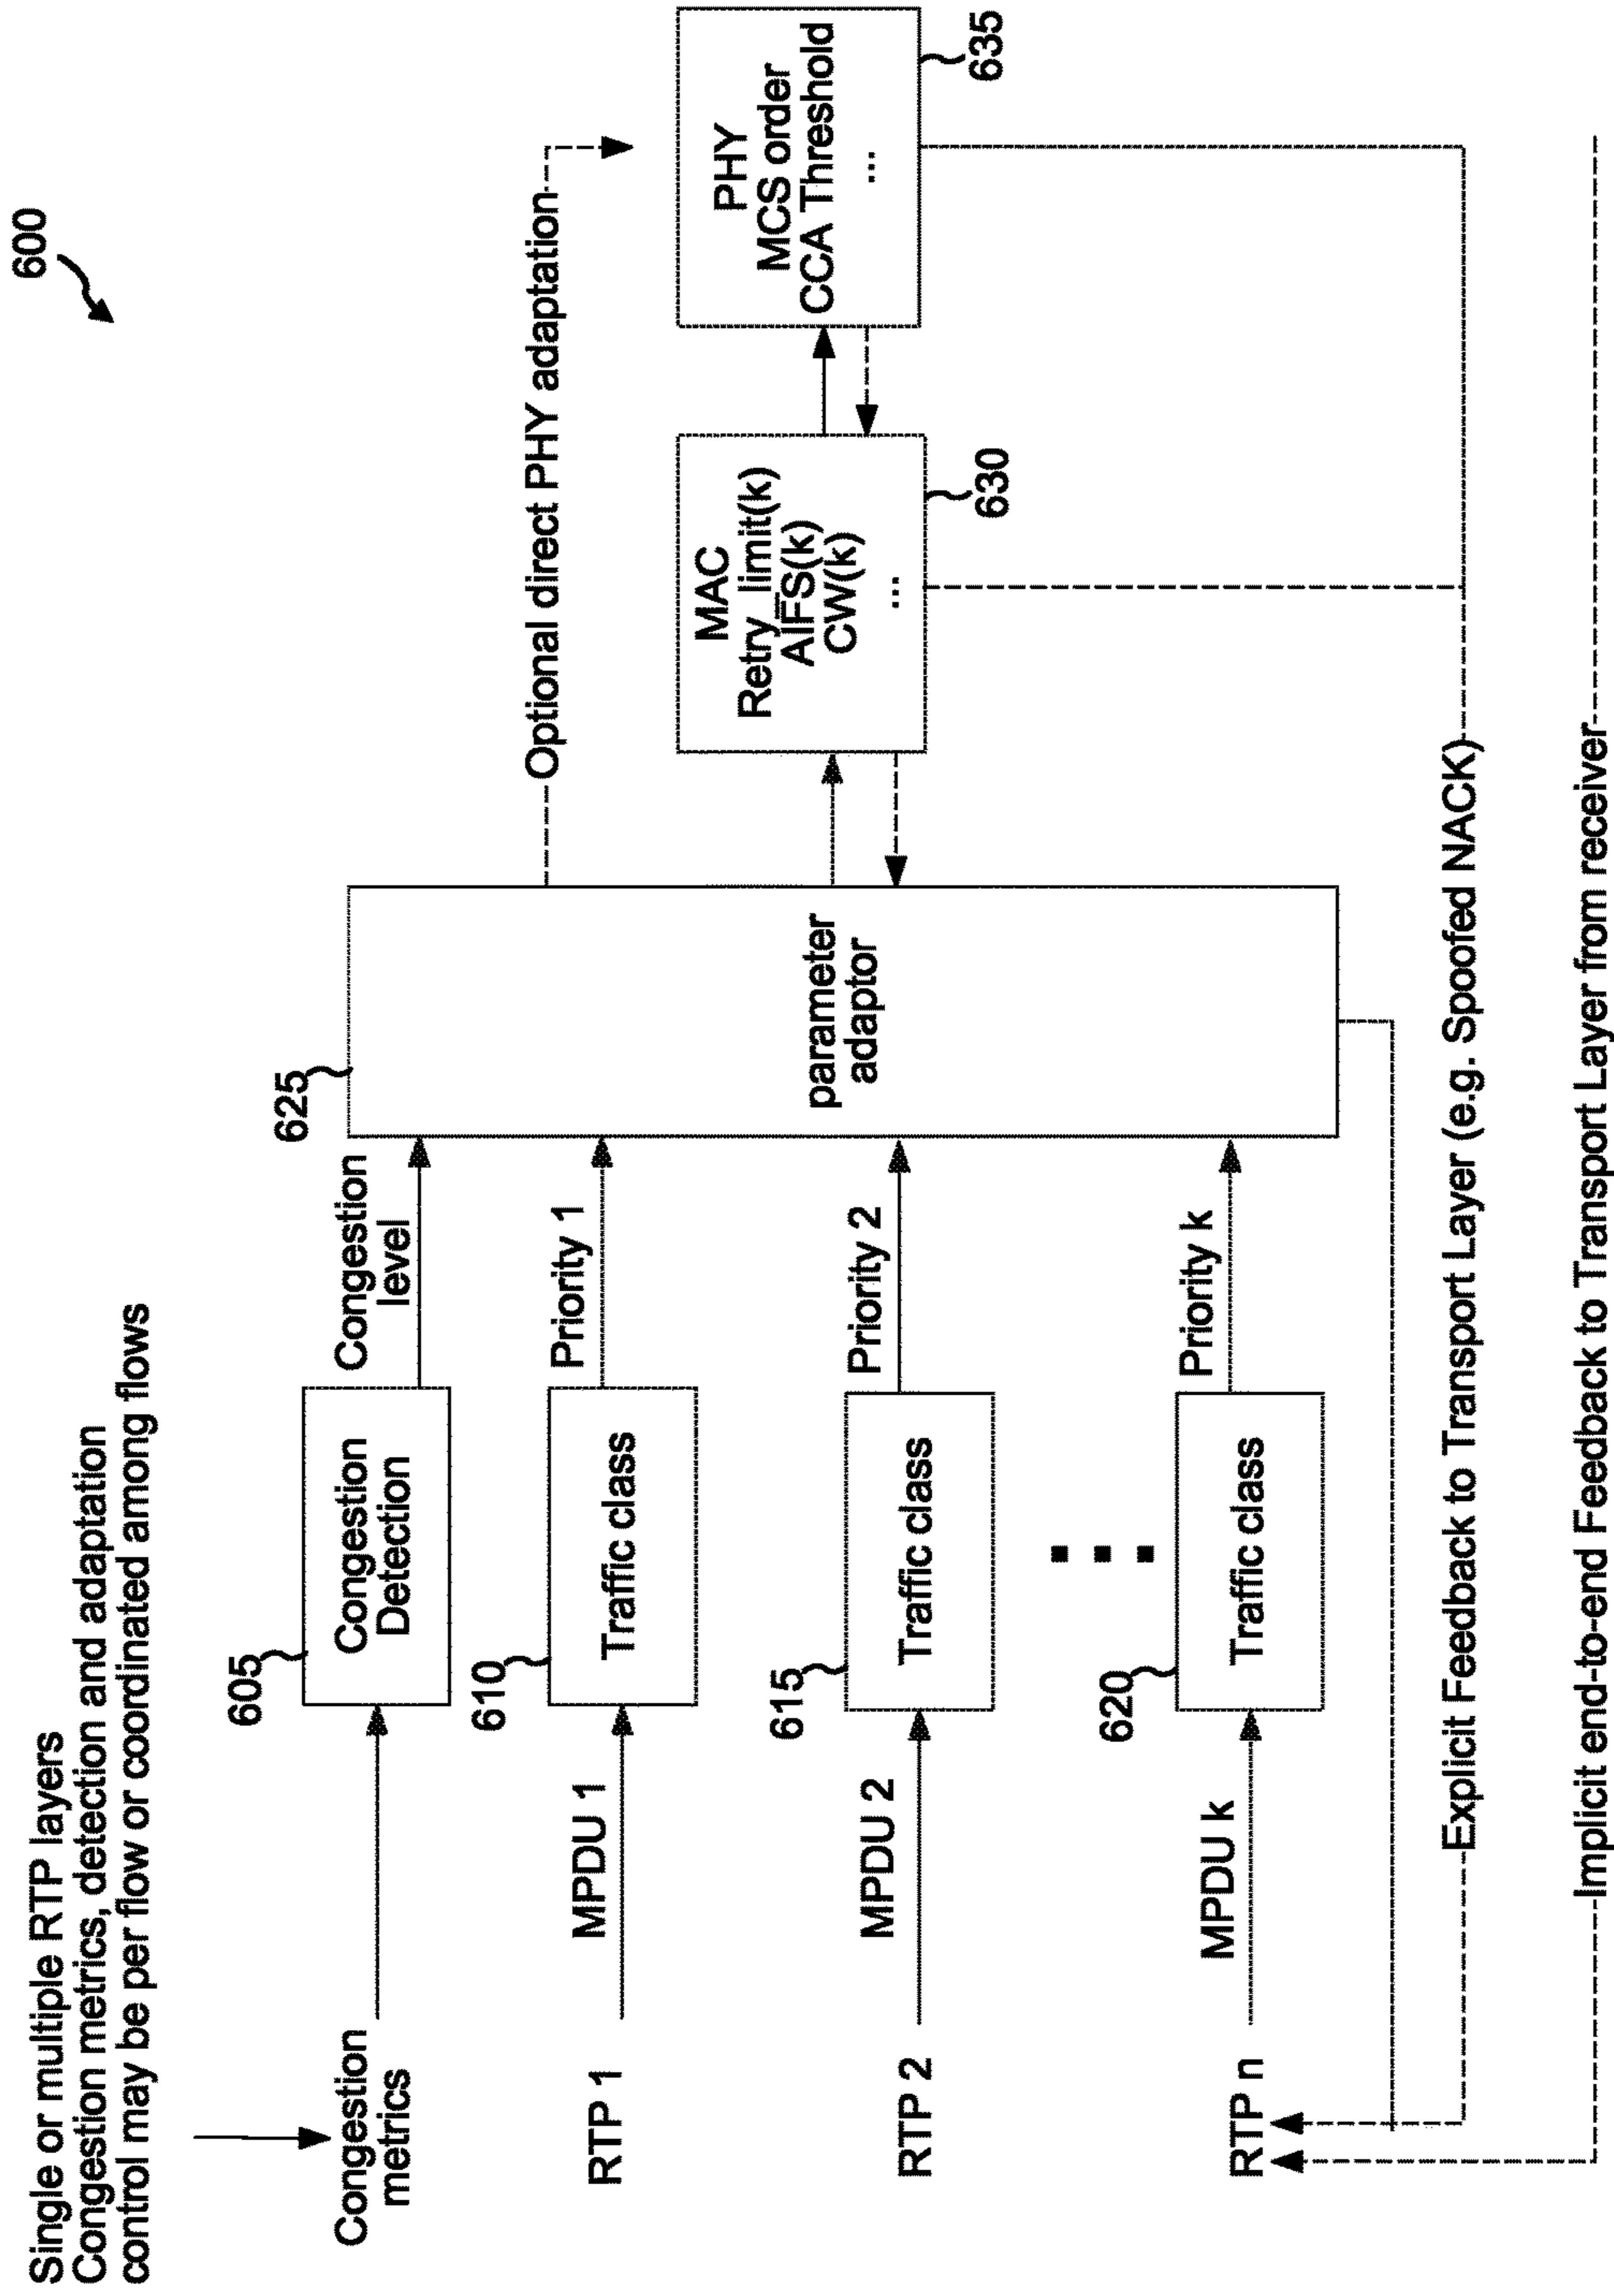 600
Single or multiple RTP layers
Congestion metrics, detection and adaptation
control may be per flow or coordinated among flows
Congestion
metrics
605
Congestion
Detection
Congestion
level
625
parameter
adaptor
RTP 1
MPDU 1
610
Traffic class
Priority 1
RTP 2
MPDU 2
615
Traffic class
Priority 2
RTP n
MPDU k
620
Traffic class
Priority k
Optional direct PHY adaptation
MAC
Retry_limit(k)
AIFS(k)
CW(k)
...
630
PHY
MCS order
CCA Threshold
...
635
Explicit Feedback to Transport Layer (e.g. Spoofed NACK)
Implicit end-to-end Feedback to Transport Layer from receiver